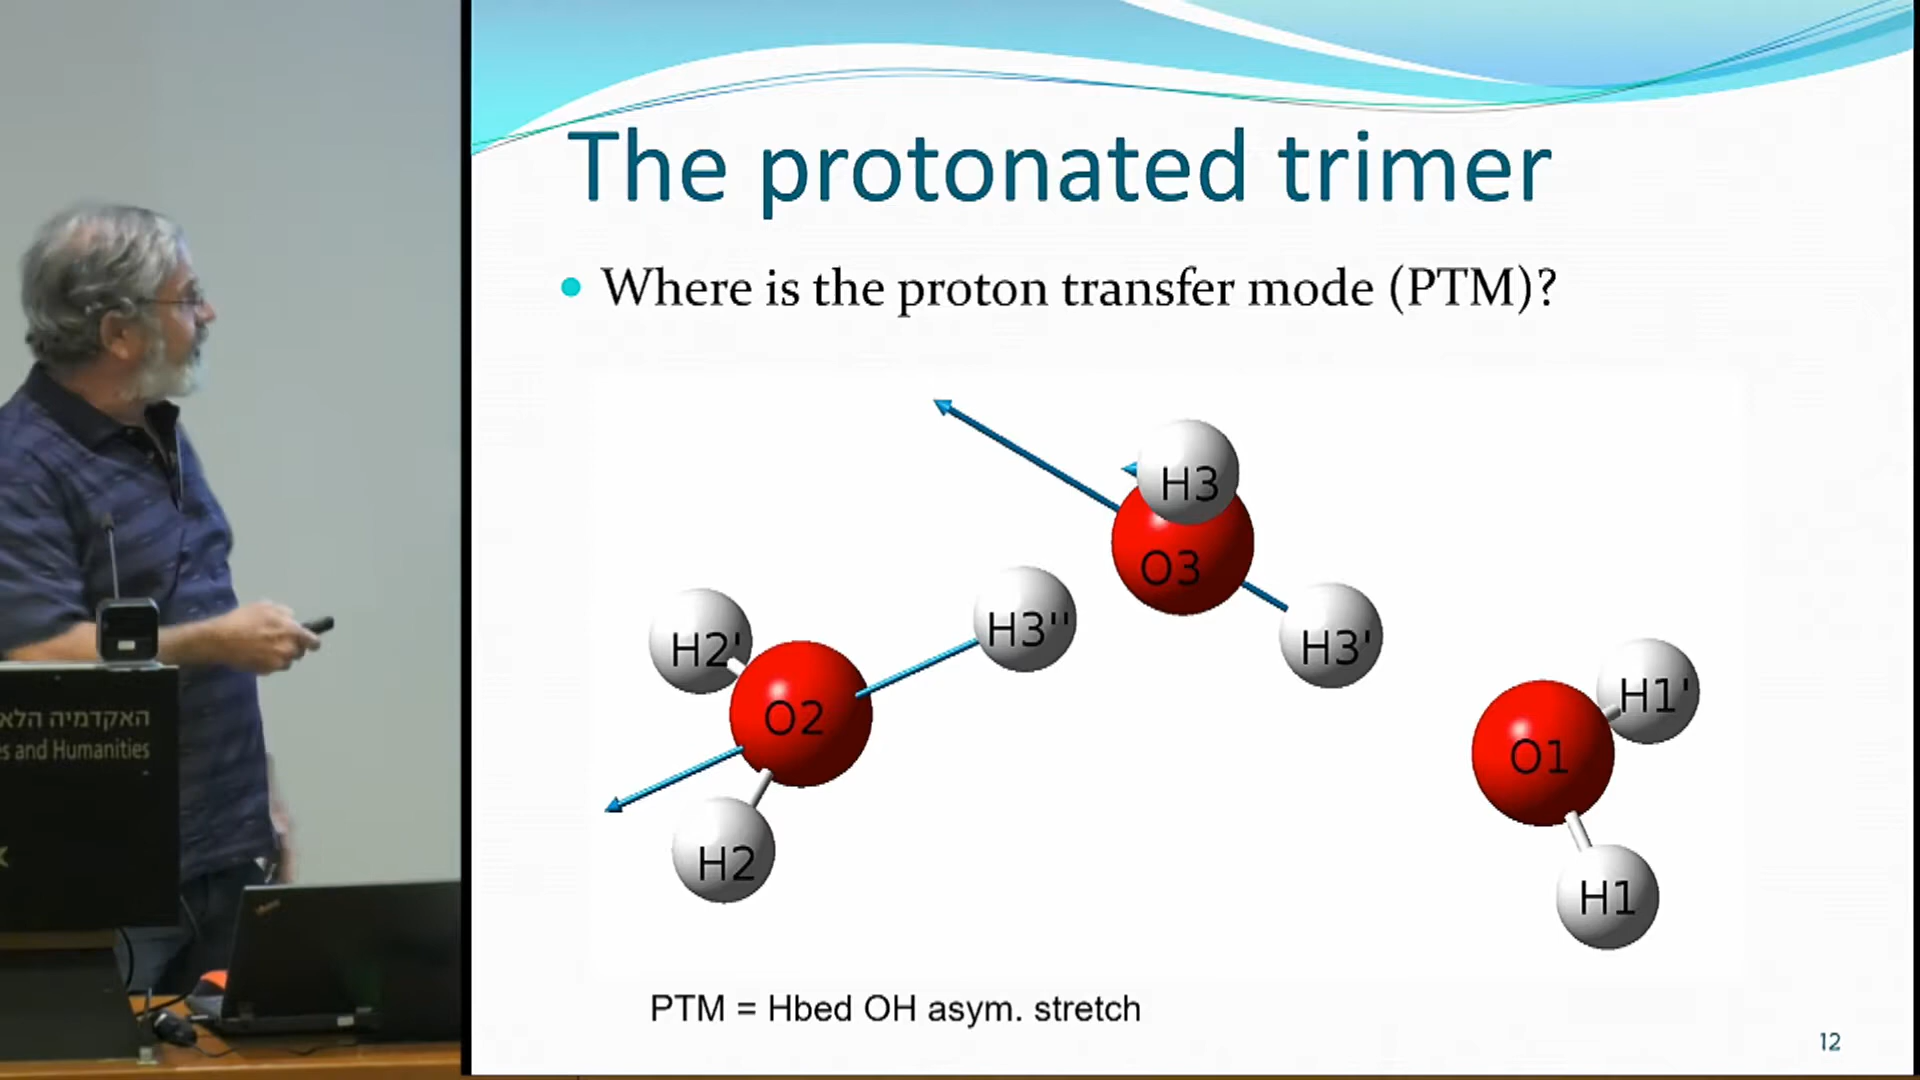 The protonated trimer
Where is the proton transfer mode (PTM)?
H3
O3
H3''
H3'
H2'
O2
H2
H1'
O1
H1
PTM = Hbed OH asym. stretch
12
האקדמיה הלא
es and Humanities